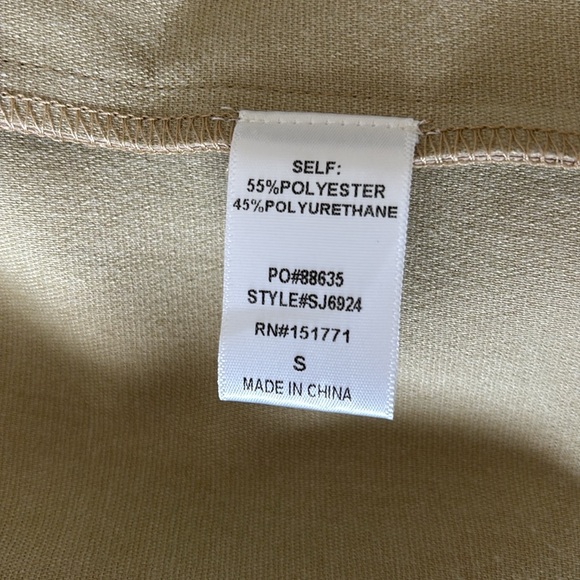 SELF:
55%POLYESTER
45%POLYURETHANE
PO#88635
STYLE#SJ6924
RN#151771
S
MADE IN CHINA